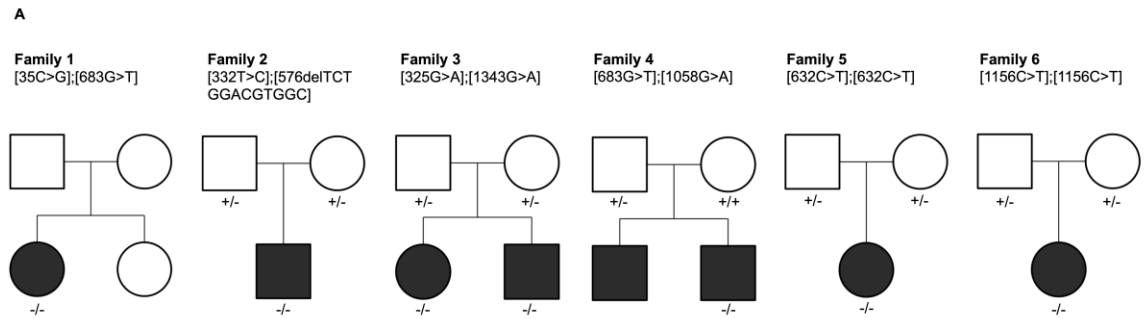 A
Family 1
[35C>G];[683G>T]
Family 2
[332T>C];[576delTCT
GGACGTGGC]
Family 3
[325G>A];[1343G>A]
Family 4
[683G>T];[1058G>A]
Family 5
[632C>T];[632C>T]
Family 6
[1156C>T];[1156C>T]
+/- +/- +/- +/- +/- +/+ +/- +/- +/- +/-
-/- -/- -/- -/- -/- -/- -/-